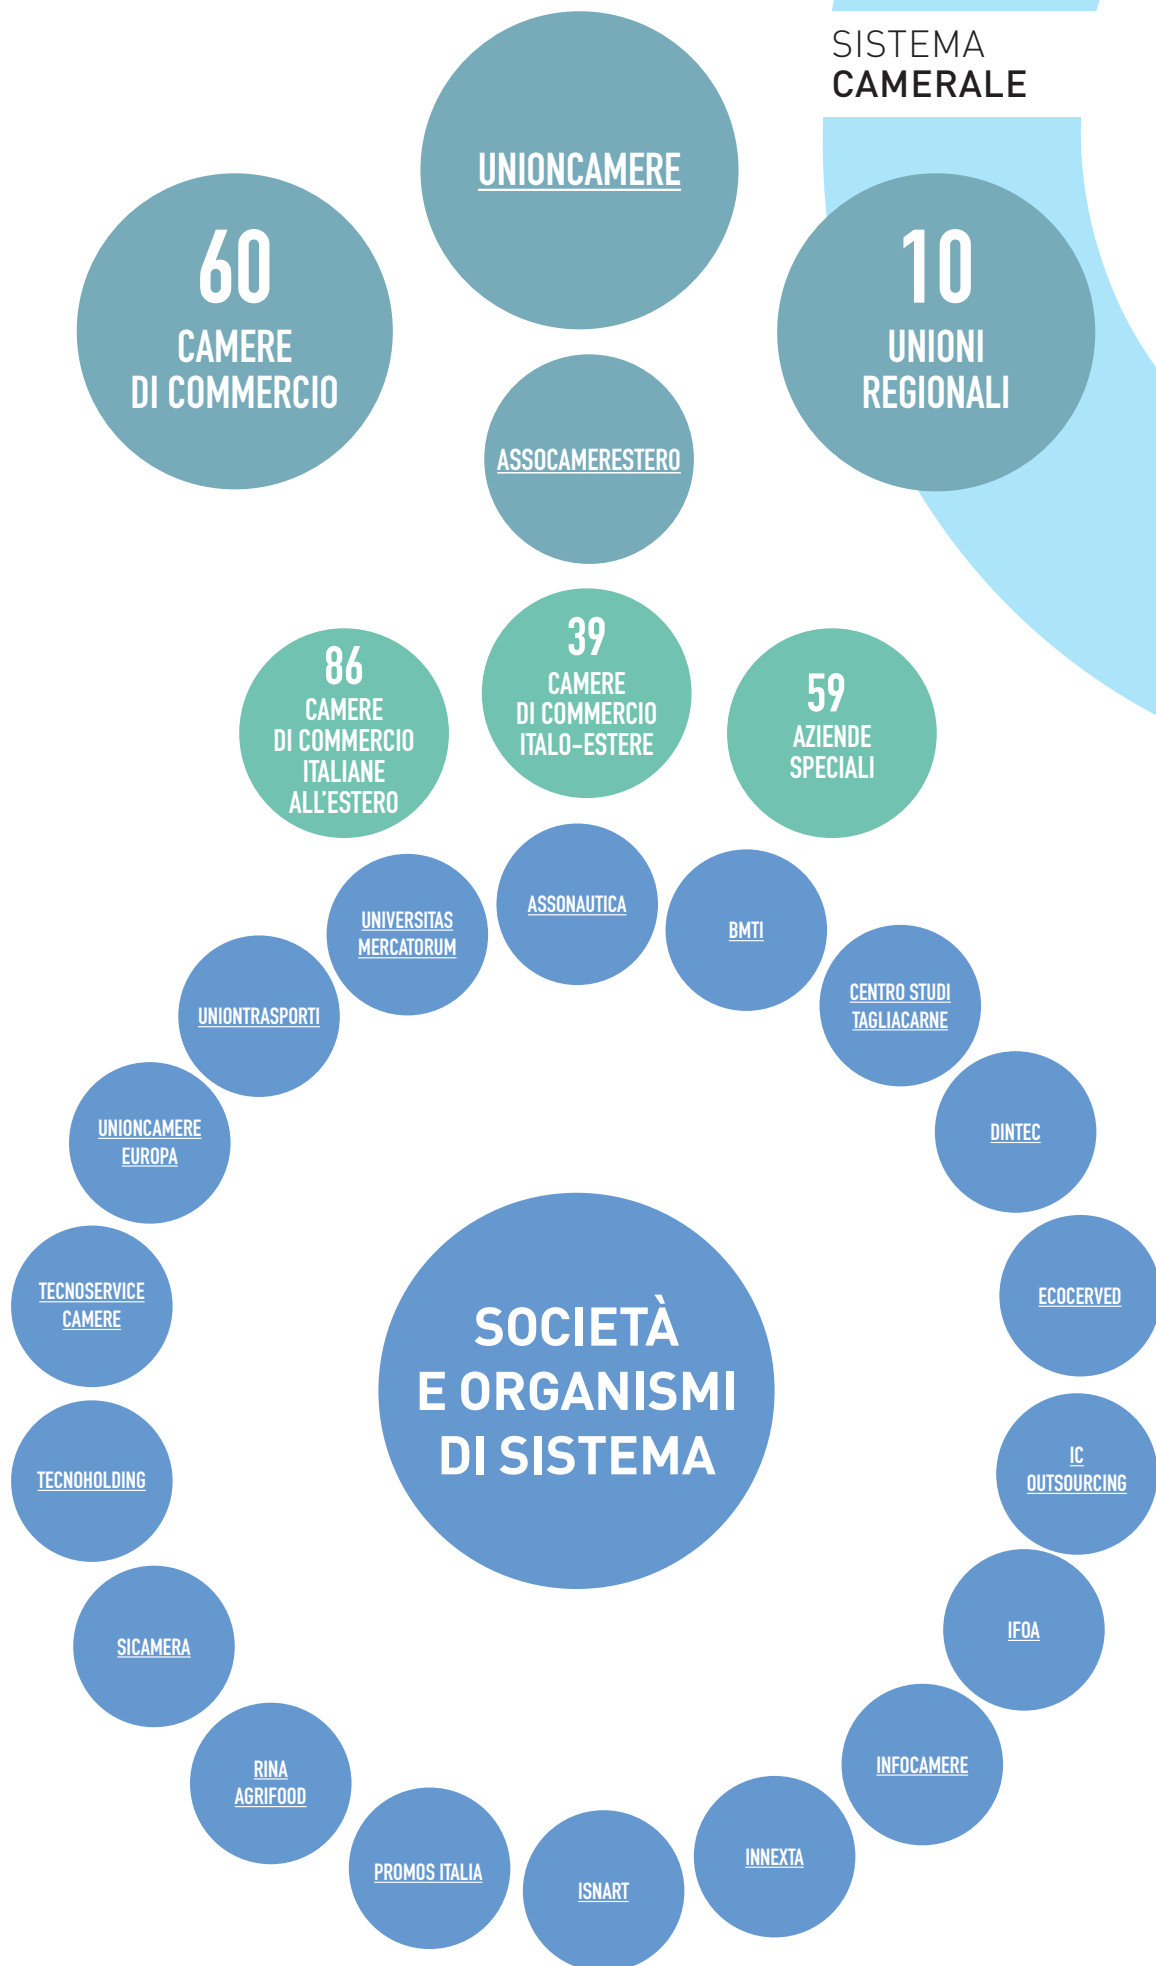 SISTEMA
CAMERALE
UNIONCAMERE
60
CAMERE
DI COMMERCIO
10
UNIONI
REGIONALI
ASSOCAMERESTERO
86
CAMERE
DI COMMERCIO
ITALIANE
ALL'ESTERO
39
CAMERE
DI COMMERCIO
ITALO-ESTERE
59
AZIENDE
SPECIALI
ASSONAUTICA
BMTI
CENTRO STUDI
TAGLIACARNE
DINTEC
ECOCERVED
IC
OUTSOURCING
IFOA
INFOCAMERE
INNEXTA
ISNART
PROMOS ITALIA
RINA
AGRIFOOD
SICAMERA
TECNOHOLDING
TECNOSERVICE
CAMERE
UNIONCAMERE
EUROPA
UNIONTRASPORTI
UNIVERSITAS
MERCATORUM
SOCIETÀ
E ORGANISMI
DI SISTEMA